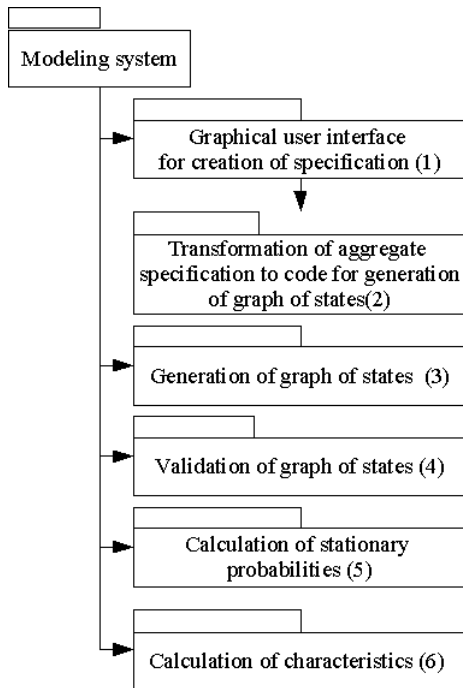 Modeling system
Graphical user interface
for creation of specification (1)
Transformation of aggregate
specification to code for generation
of graph of states(2)
Generation of graph of states (3)
Validation of graph of states (4)
Calculation of stationary
probabilities (5)
Calculation of characteristics (6)